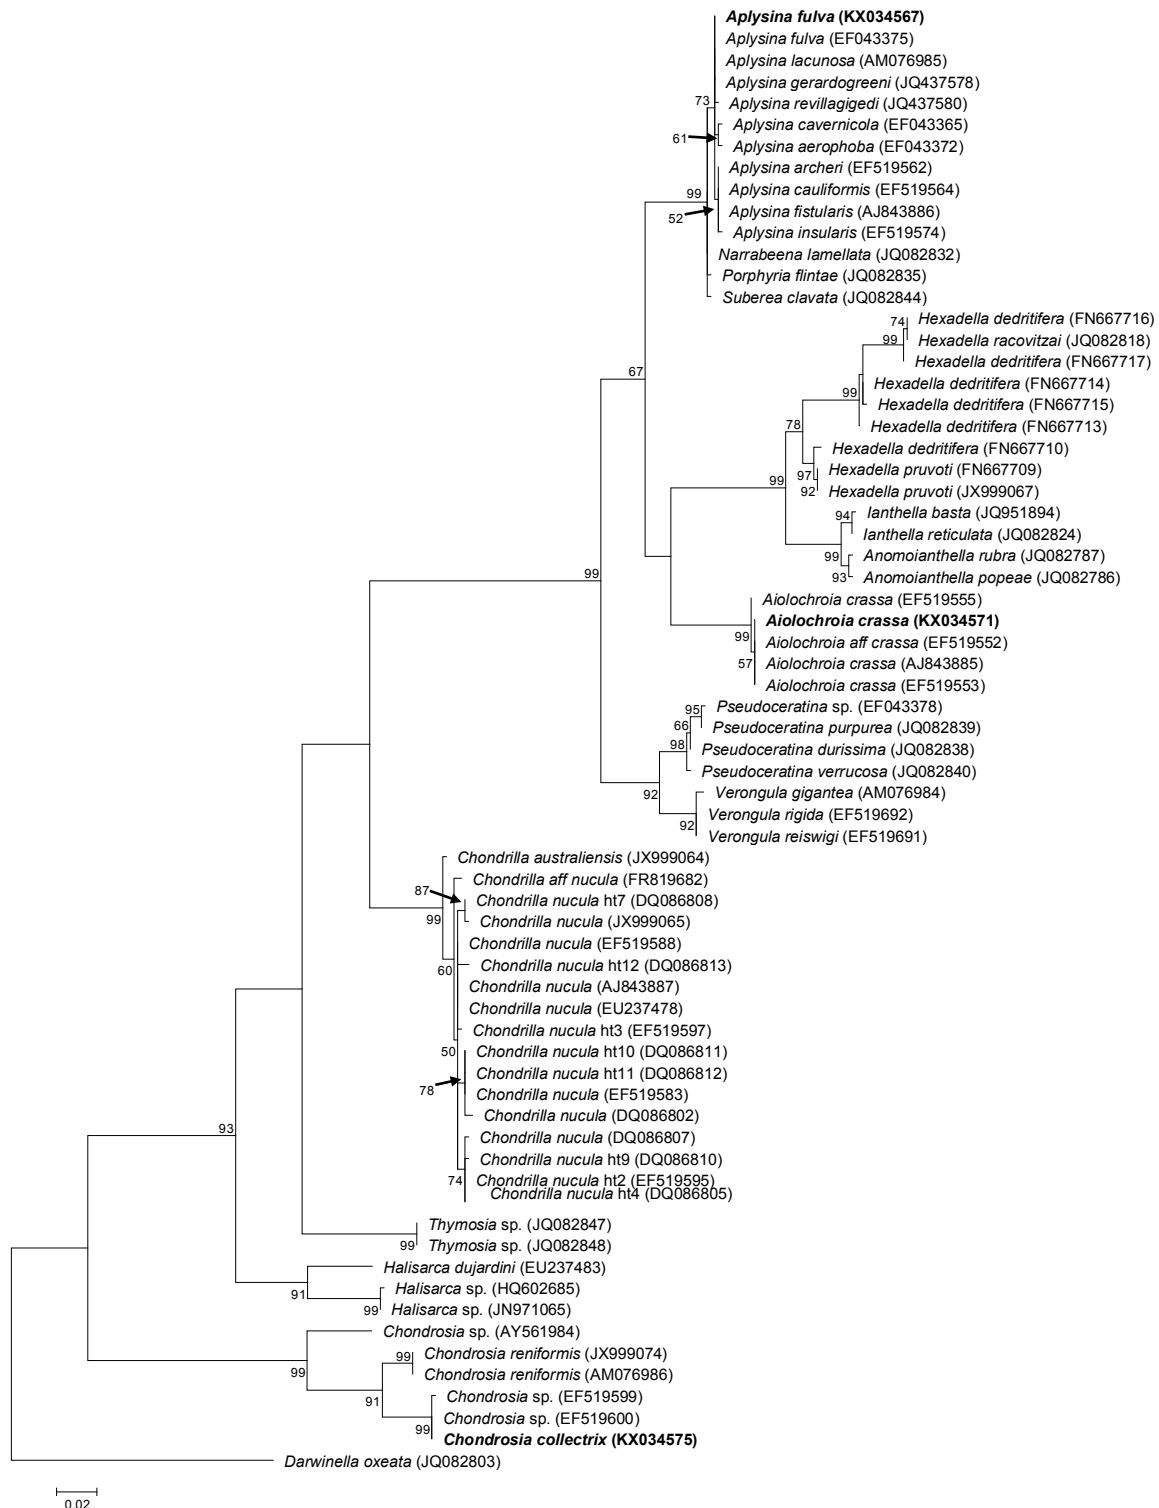 Aplysina fulva (KX034567)
Aplysina fulva (EF043375)
Aplysina lacunosa (AM076985)
Aplysina gerardogreeni (JQ437578)
73
Aplysina revillagigedi (JQ437580)
Aplysina cavernicola (EF043365)
61
Aplysina aerophoba (EF043372)
Aplysina archeri (EF519562)
99
Aplysina cauliformis (EF519564)
52
Aplysina fistularis (AJ843886)
Aplysina insularis (EF519574)
Narrabeena lamellata (JQ082832)
Porphyria flintae (JQ082835)
Suberea clavata (JQ082844)
74
Hexadella dedritifera (FN667716)
99
Hexadella racovitzai (JQ082818)
Hexadella dedritifera (FN667717)
67
Hexadella dedritifera (FN667714)
99
Hexadella dedritifera (FN667715)
78
Hexadella dedritifera (FN667713)
Hexadella dedritifera (FN667710)
97
Hexadella pruvoti (FN667709)
99
92
Hexadella pruvoti (JX999067)
94
Ianthella basta (JQ951894)
Ianthella reticulata (JQ082824)
99
Anomoianthella rubra (JQ082787)
99
93
Anomoianthella popeae (JQ082786)
Aiolochroia crassa (EF519555)
Aiolochroia crassa (KX034571)
99
Aiolochroia aff crassa (EF519552)
57
Aiolochroia crassa (AJ843885)
Aiolochroia crassa (EF519553)
95
Pseudoceratina sp. (EF043378)
66
Pseudoceratina purpurea (JQ082839)
98
Pseudoceratina durissima (JQ082838)
Pseudoceratina verrucosa (JQ082840)
92
Verongula gigantea (AM076984)
Verongula rigida (EF519692)
92
Verongula reiswigi (EF519691)
Chondrilla australiensis (JX999064)
Chondrilla aff nucula (FR819682)
87
Chondrilla nucula ht7 (DQ086808)
99
Chondrilla nucula (JX999065)
Chondrilla nucula (EF519588)
60
Chondrilla nucula ht12 (DQ086813)
Chondrilla nucula (AJ843887)
Chondrilla nucula (EU237478)
Chondrilla nucula ht3 (EF519597)
50
Chondrilla nucula ht10 (DQ086811)
Chondrilla nucula ht11 (DQ086812)
78
Chondrilla nucula (EF519583)
Chondrilla nucula (DQ086802)
93
Chondrilla nucula (DQ086807)
Chondrilla nucula ht9 (DQ086810)
74
Chondrilla nucula ht2 (EF519595)
Chondrilla nucula ht4 (DQ086805)
Thymosia sp. (JQ082847)
99
Thymosia sp. (JQ082848)
Halisarca dujardini (EU237483)
91
Halisarca sp. (HQ602685)
99
Halisarca sp. (JN971065)
Chondrosia sp. (AY561984)
99
Chondrosia reniformis (JX999074)
99
Chondrosia reniformis (AM076986)
91
Chondrosia sp. (EF519599)
Chondrosia sp. (EF519600)
99
Chondrosia collectrix (KX034575)
Darwinella oxeata (JQ082803)
0.02